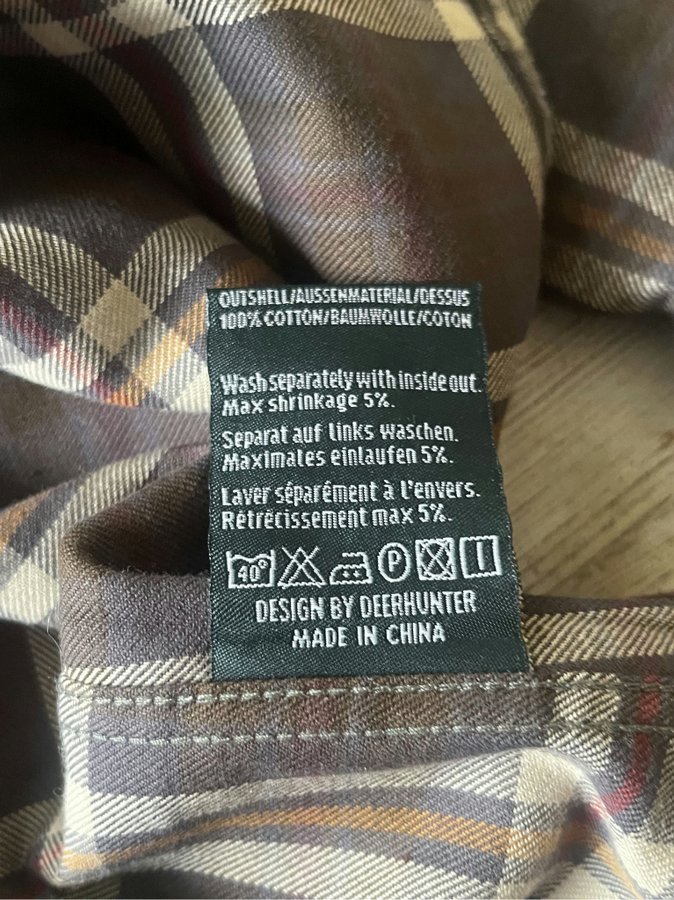 OUTSHELL/AUSSENMATERIAL/DESSUS
100% COTTON/BAUMWOLLE/COTON
Wash separately with inside out.
Max shrinkage 5%.
Separat auf links waschen.
Maximates einlaufen 5%.
Laver séparément à l'envers.
Rétrécissement max 5%.
40° P
DESIGN BY DEERHUNTER
MADE IN CHINA